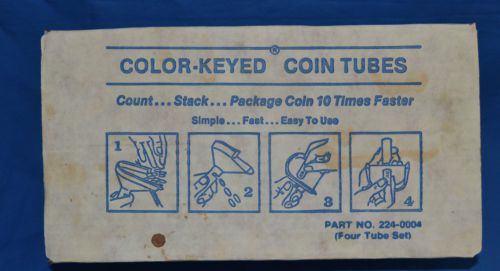 COLOR-KEYED® COIN TUBES
Count...Stack...Package Coin 10 Times Faster
Simple...Fast...Easy To Use
1
2
3
4
PART NO. 224-0004
(Four Tube Set)